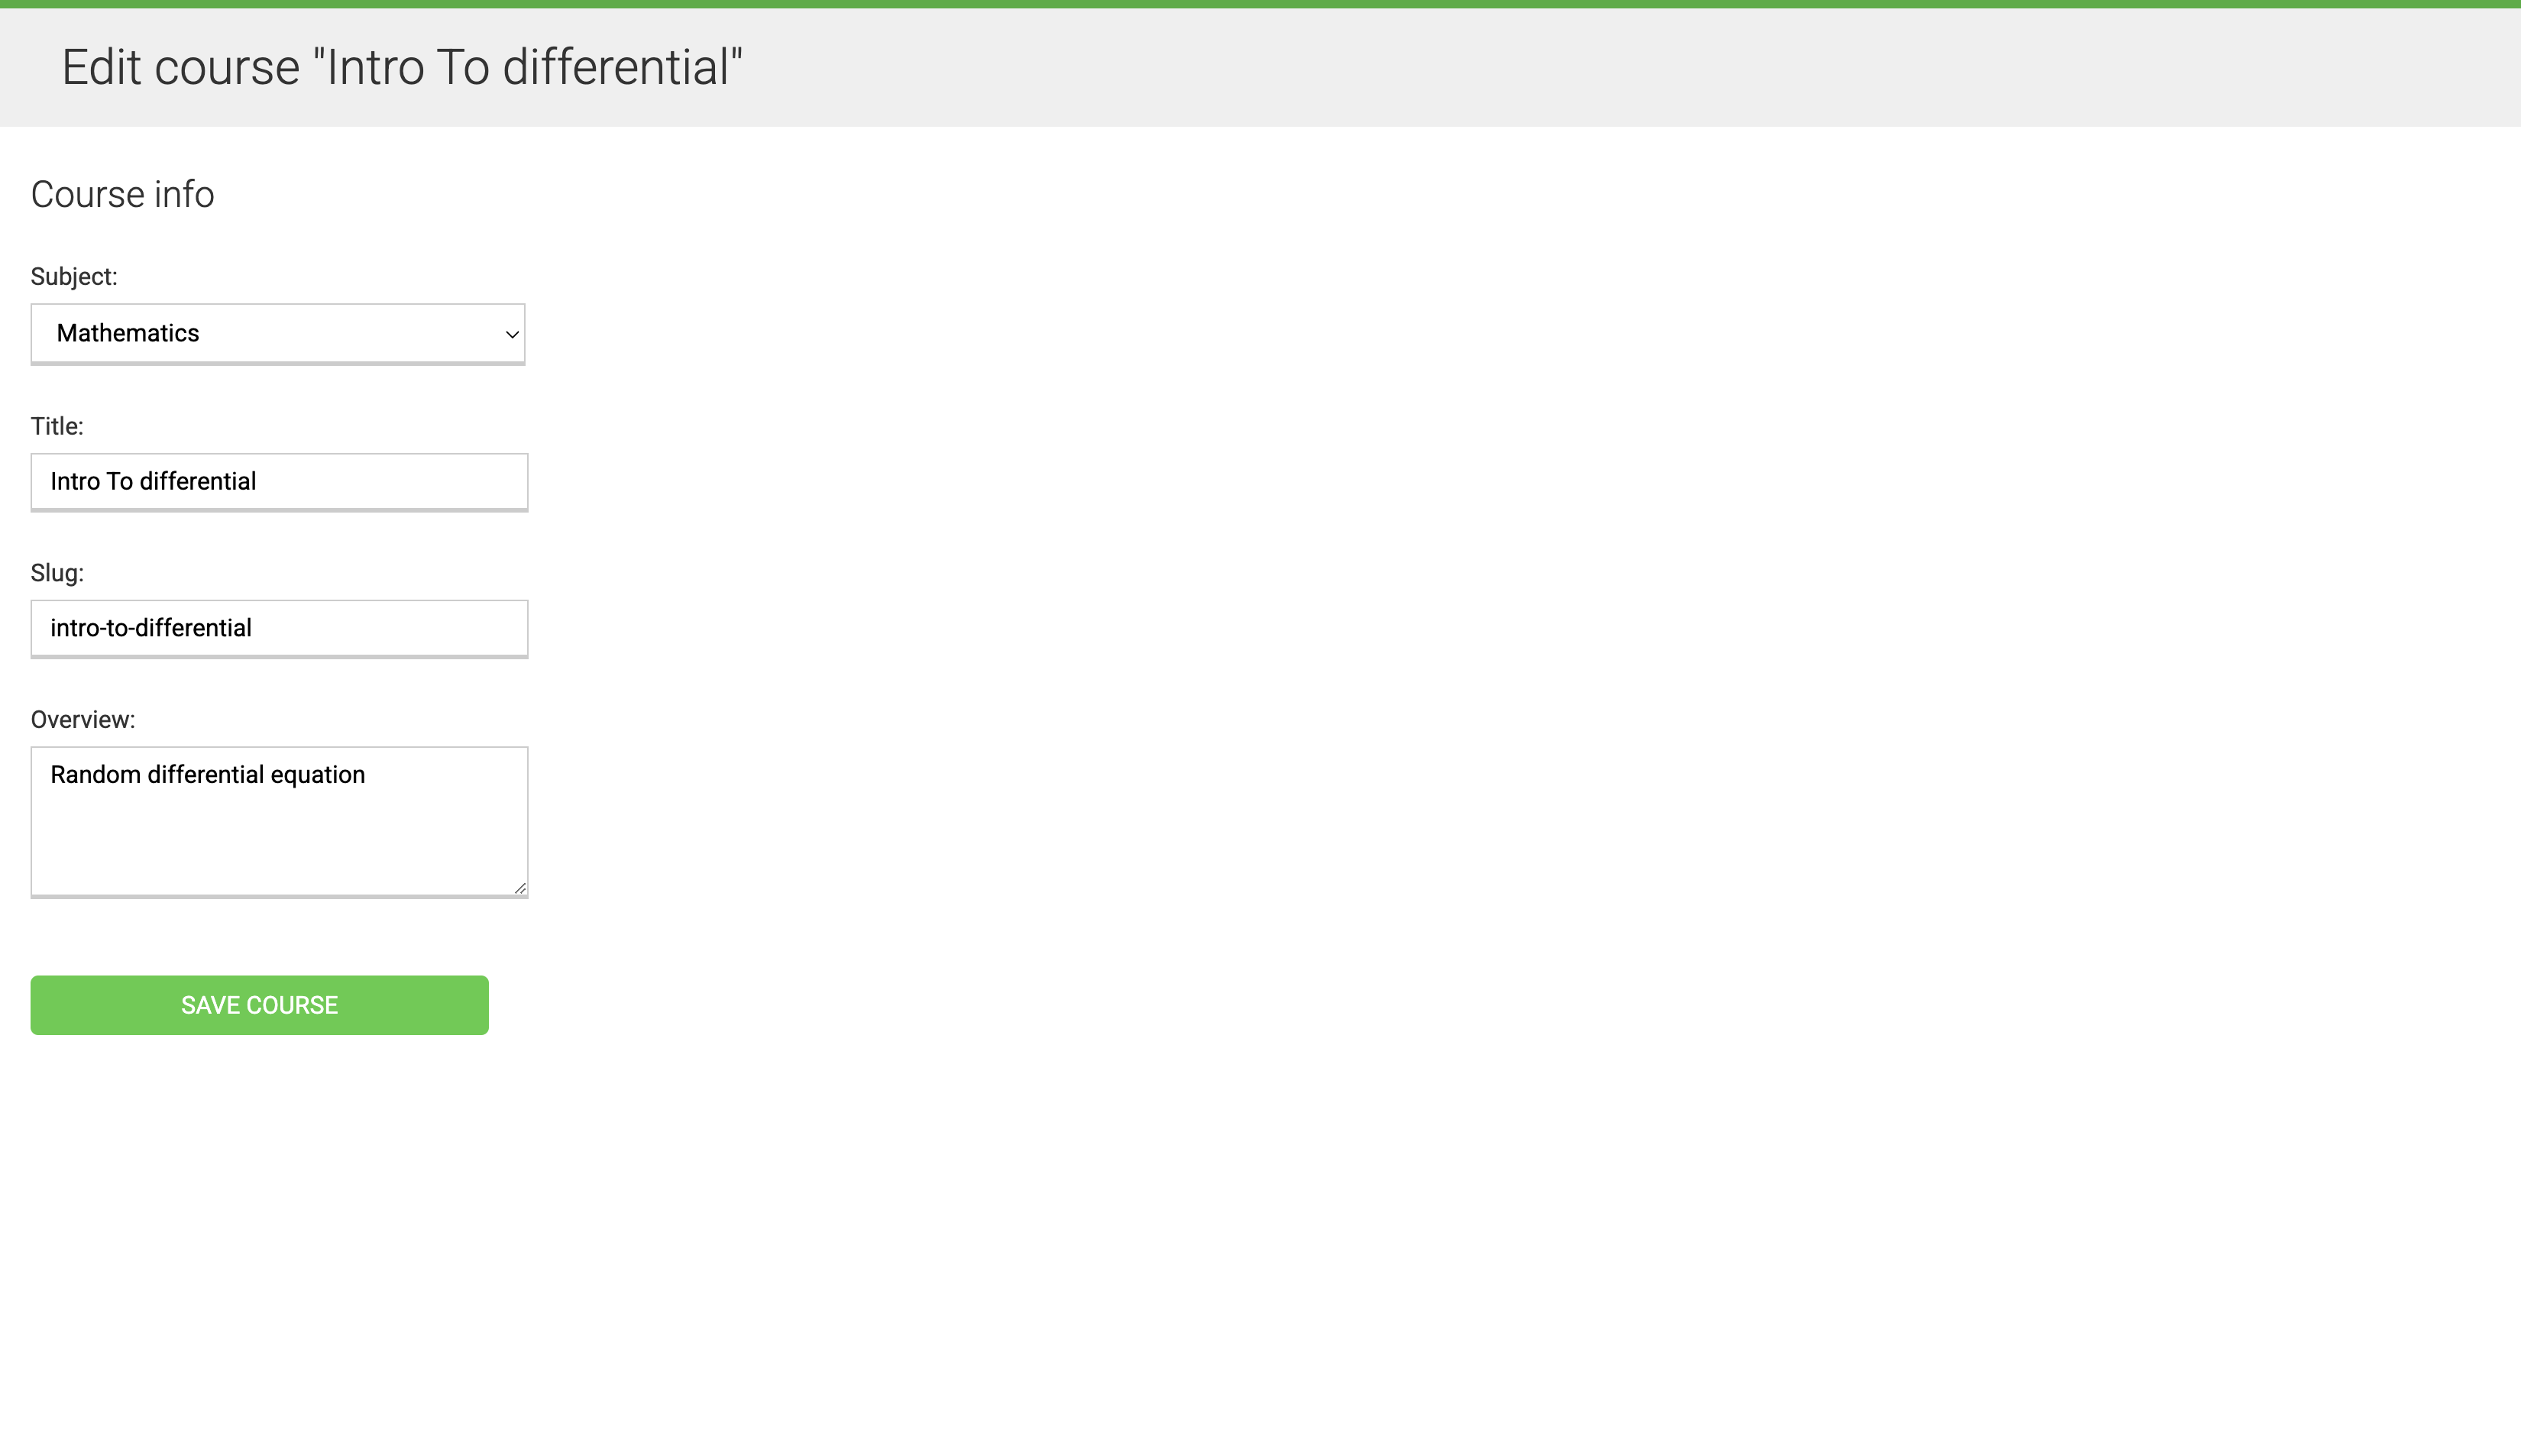 Edit course "Intro To differential"
Course info
Subject:
Mathematics
Title:
Intro To differential
Slug:
intro-to-differential
Overview:
Random differential equation
SAVE COURSE